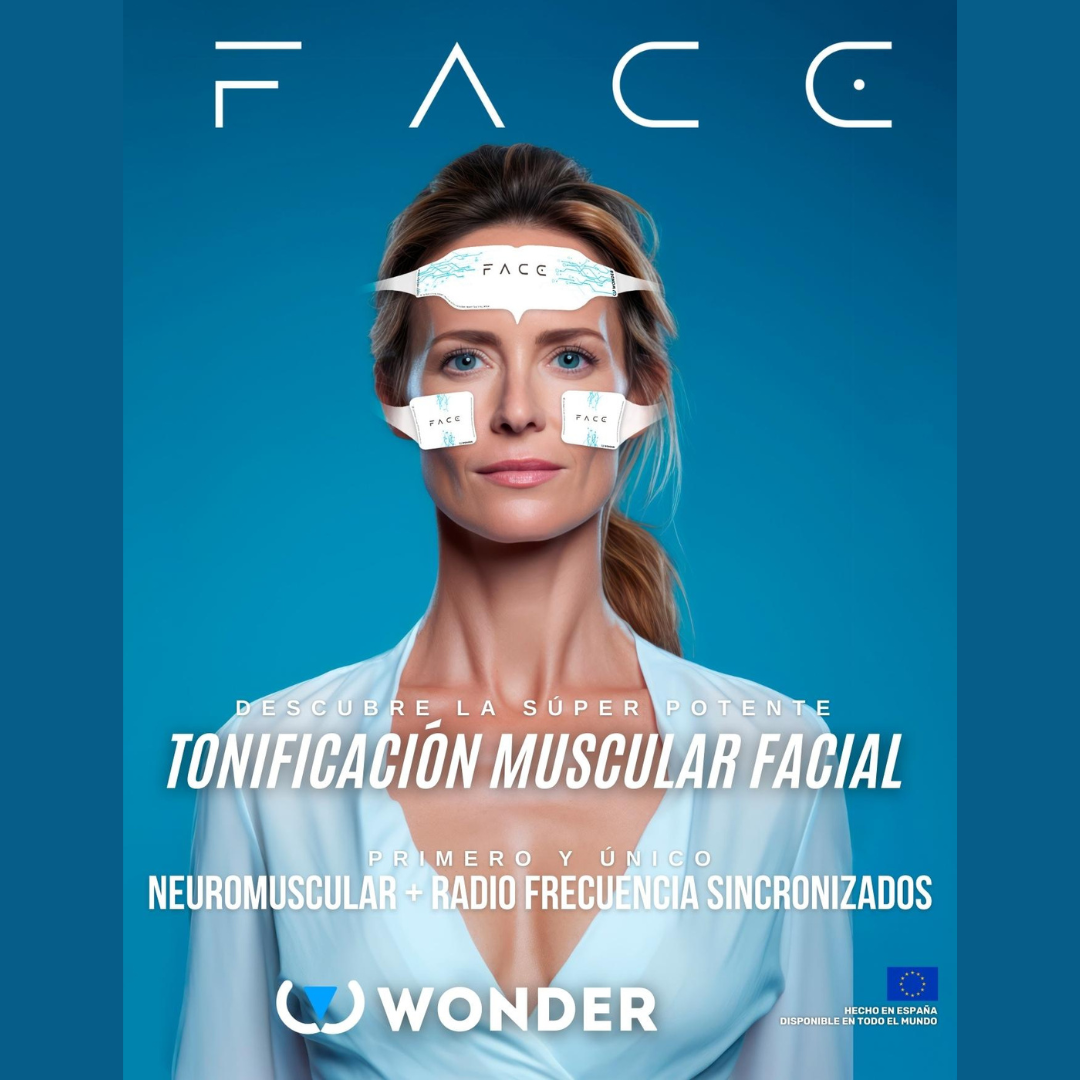 FACE
FACE
FACE
FACE
DESCUBRE LA SÚPER POTENTE
TONIFICACIÓN MUSCULAR FACIAL
PRIMERO Y ÚNICO
NEUROMUSCULAR + RADIO FRECUENCIA SINCRONIZADOS
WONDER
HECHO EN ESPAÑA
DISPONIBLE EN TODO EL MUNDO